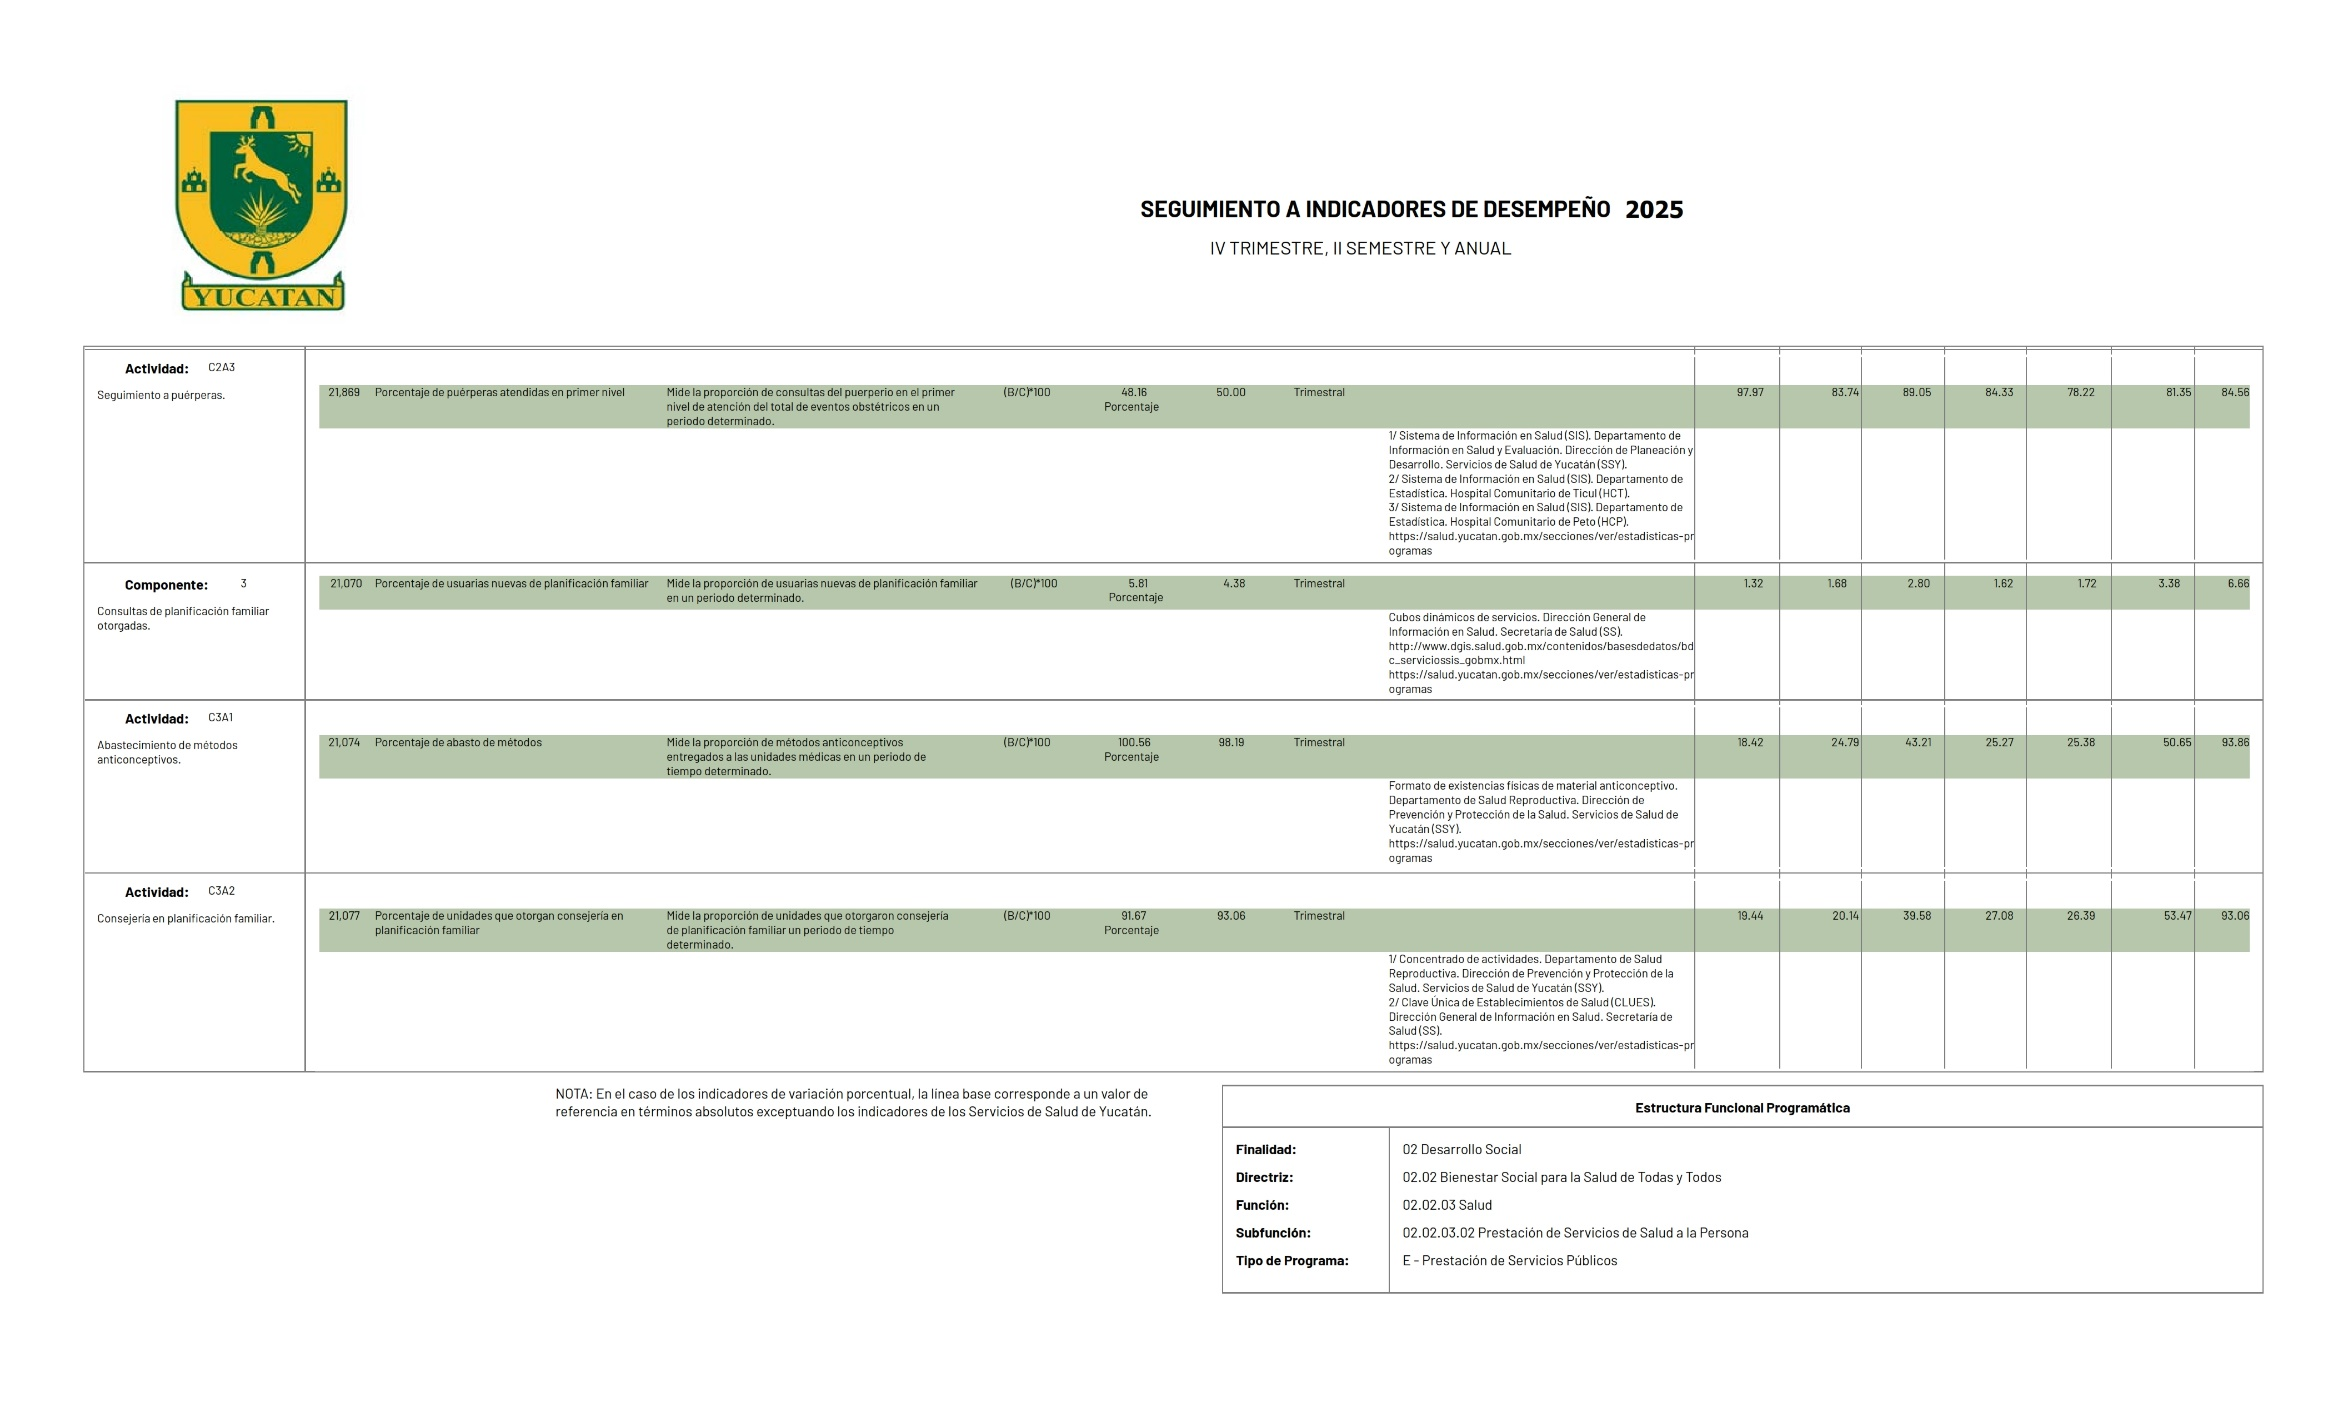 YUCATAN
SEGUIMIENTO A INDICADORES DE DESEMPEÑO 2025
IV TRIMESTRE, II SEMESTRE Y ANUAL
Actividad: C2A3
Seguimiento a puérperas.
21,869 Porcentaje de puérperas atendidas en primer nivel Mide la proporción de consultas del puerperio en el primer (B/C)*100 48.16 50.00 Trimestral 97.97 83.74 89.05 84.33 78.22 81.35 84.56
nivel de atención del total de eventos obstétricos en un Porcentaje
periodo determinado.
1/ Sistema de Información en Salud (SIS). Departamento de
Información en Salud y Evaluación. Dirección de Planeación y
Desarrollo. Servicios de Salud de Yucatán (SSY).
2/ Sistema de Información en Salud (SIS). Departamento de
Estadística. Hospital Comunitario de Ticul (HCT).
3/ Sistema de Información en Salud (SIS). Departamento de
Estadística. Hospital Comunitario de Peto (HCP).
https://salud.yucatan.gob.mx/secciones/ver/estadisticas-pr
ogramas
Componente: 3
Consultas de planificación familiar
otorgadas.
21,070 Porcentaje de usuarias nuevas de planificación familiar Mide la proporción de usuarias nuevas de planificación familiar (B/C)*100 5.81 4.38 Trimestral 1.32 1.68 2.80 1.62 1.72 3.38 6.66
en un periodo determinado. Porcentaje
Cubos dinámicos de servicios. Dirección General de
Información en Salud. Secretaría de Salud (SS).
http://www.dgis.salud.gob.mx/contenidos/basesdedatos/bd
c_serviciossis_gobmx.html
https://salud.yucatan.gob.mx/secciones/ver/estadisticas-pr
ogramas
Actividad: C3A1
Abastecimiento de métodos
anticonceptivos.
21,074 Porcentaje de abasto de métodos Mide la proporción de métodos anticonceptivos (B/C)*100 100.56 98.19 Trimestral 18.42 24.79 43.21 25.27 25.38 50.65 93.86
entregados a las unidades médicas en un periodo de Porcentaje
tiempo determinado.
Formato de existencias físicas de material anticonceptivo.
Departamento de Salud Reproductiva. Dirección de
Prevención y Protección de la Salud. Servicios de Salud de
Yucatán (SSY).
https://salud.yucatan.gob.mx/secciones/ver/estadisticas-pr
ogramas
Actividad: C3A2
Consejería en planificación familiar.
21,077 Porcentaje de unidades que otorgan consejería en Mide la proporción de unidades que otorgaron consejería (B/C)*100 91.67 93.06 Trimestral 19.44 20.14 39.58 27.08 26.39 53.47 93.06
planificación familiar de planificación familiar un periodo de tiempo Porcentaje
determinado.
1/ Concentrado de actividades. Departamento de Salud
Reproductiva. Dirección de Prevención y Protección de la
Salud. Servicios de Salud de Yucatán (SSY).
2/ Clave Única de Establecimientos de Salud (CLUES).
Dirección General de Información en Salud. Secretaría de
Salud (SS).
https://salud.yucatan.gob.mx/secciones/ver/estadisticas-pr
ogramas
NOTA: En el caso de los indicadores de variación porcentual, la línea base corresponde a un valor de
referencia en términos absolutos exceptuando los indicadores de los Servicios de Salud de Yucatán.
Estructura Funcional Programática
Finalidad: 02 Desarrollo Social
Directriz: 02.02 Bienestar Social para la Salud de Todas y Todos
Función: 02.02.03 Salud
Subfunción: 02.02.03.02 Prestación de Servicios de Salud a la Persona
Tipo de Programa: E - Prestación de Servicios Públicos